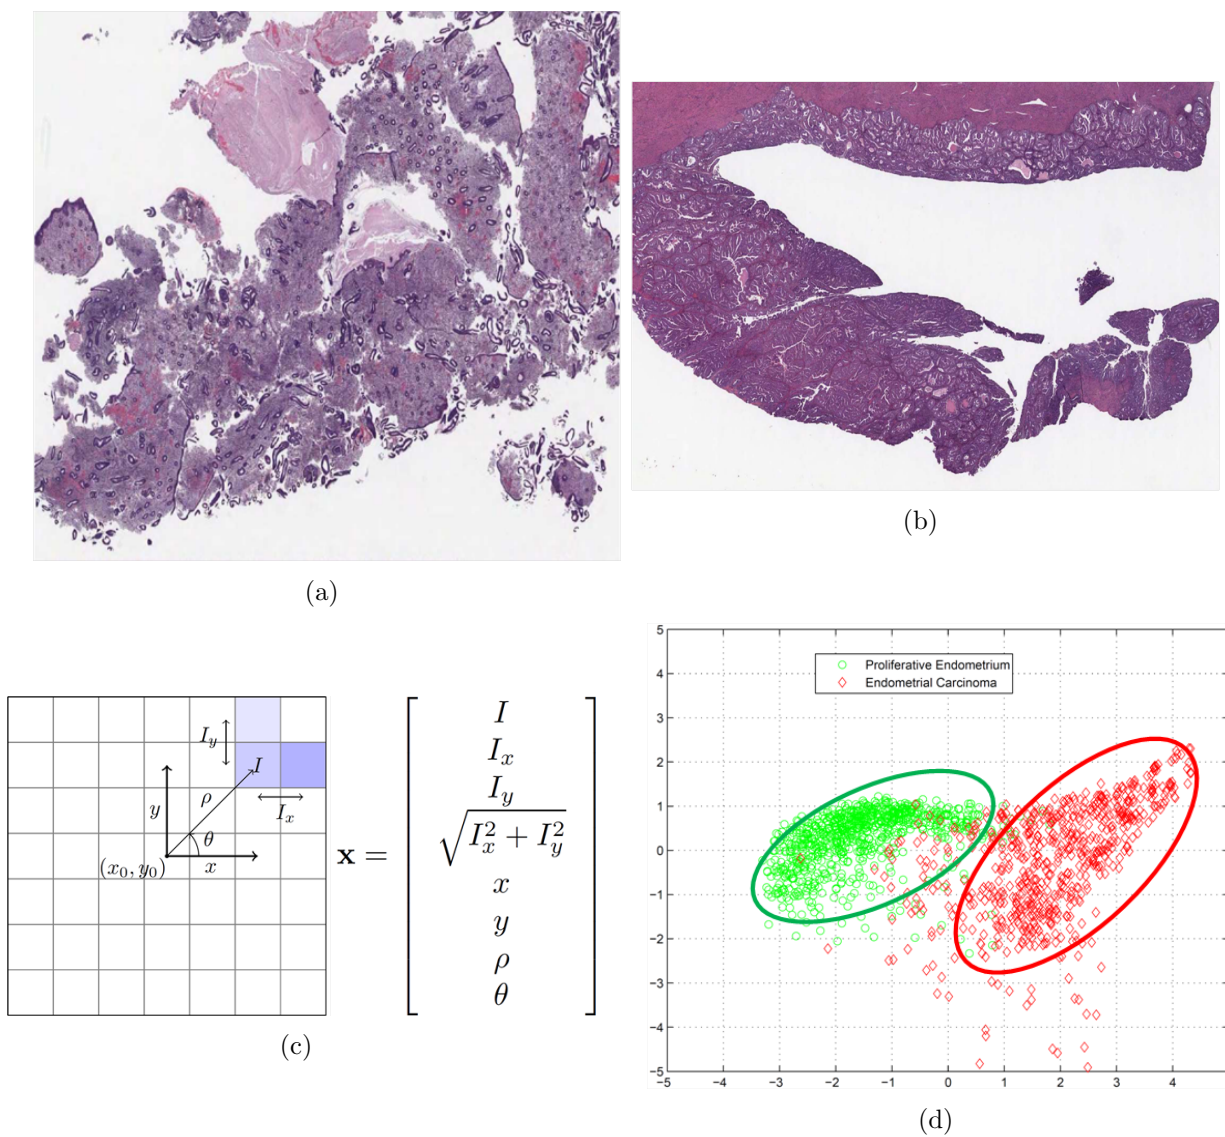 (a)
(b)
I_y
I
ρ
I_x
y
θ
(x_0, y_0)
x
x =
I
I_x
I_y
√(I_x^2 + I_y^2)
x
y
ρ
θ
(c)
Proliferative Endometrium
Endometrial Carcinoma
5
4
3
2
1
0
−1
−2
−3
−4
−5
−5 −4 −3 −2 −1 0 1 2 3 4
(d)